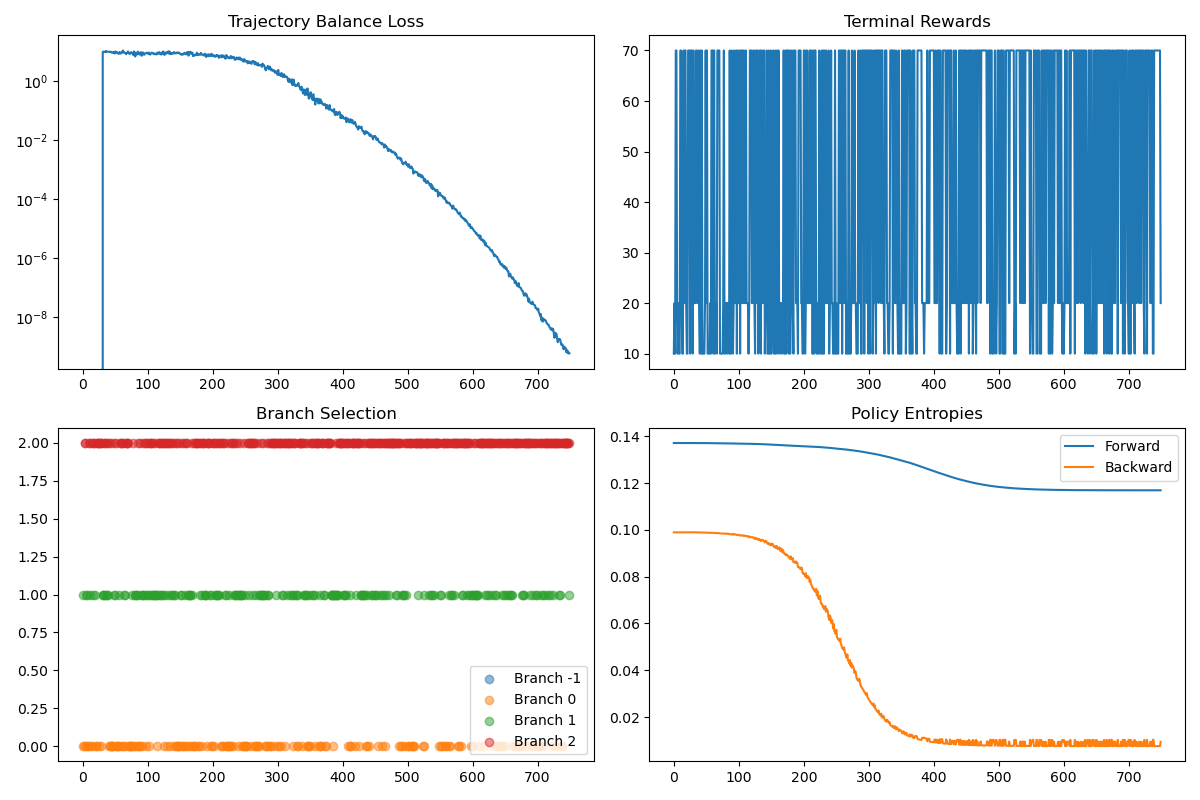 Trajectory Balance Loss
10^0
10^-2
10^-4
10^-6
10^-8
0 100 200 300 400 500 600 700
Terminal Rewards
70
60
50
40
30
20
10
0 100 200 300 400 500 600 700
Branch Selection
2.00
1.75
1.50
1.25
1.00
0.75
0.50
0.25
0.00
Branch -1
Branch 0
Branch 1
Branch 2
0 100 200 300 400 500 600 700
Policy Entropies
0.14
0.12
0.10
0.08
0.06
0.04
0.02
Forward
Backward
0 100 200 300 400 500 600 700